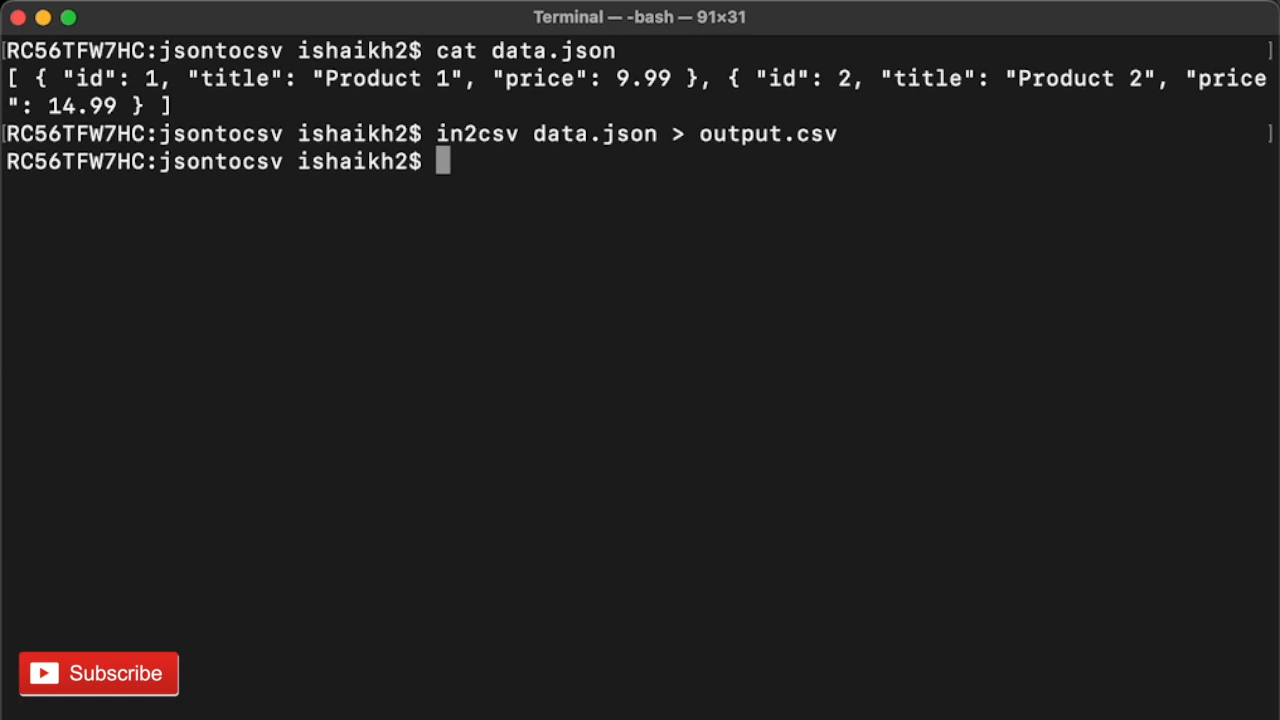 Terminal — -bash — 91×31
[RC56TFW7HC:jsontocsv ishaikh2$ cat data.json ]
[ { "id": 1, "title": "Product 1", "price": 9.99 }, { "id": 2, "title": "Product 2", "price
": 14.99 } ]
[RC56TFW7HC:jsontocsv ishaikh2$ in2csv data.json > output.csv ]
RC56TFW7HC:jsontocsv ishaikh2$
Subscribe